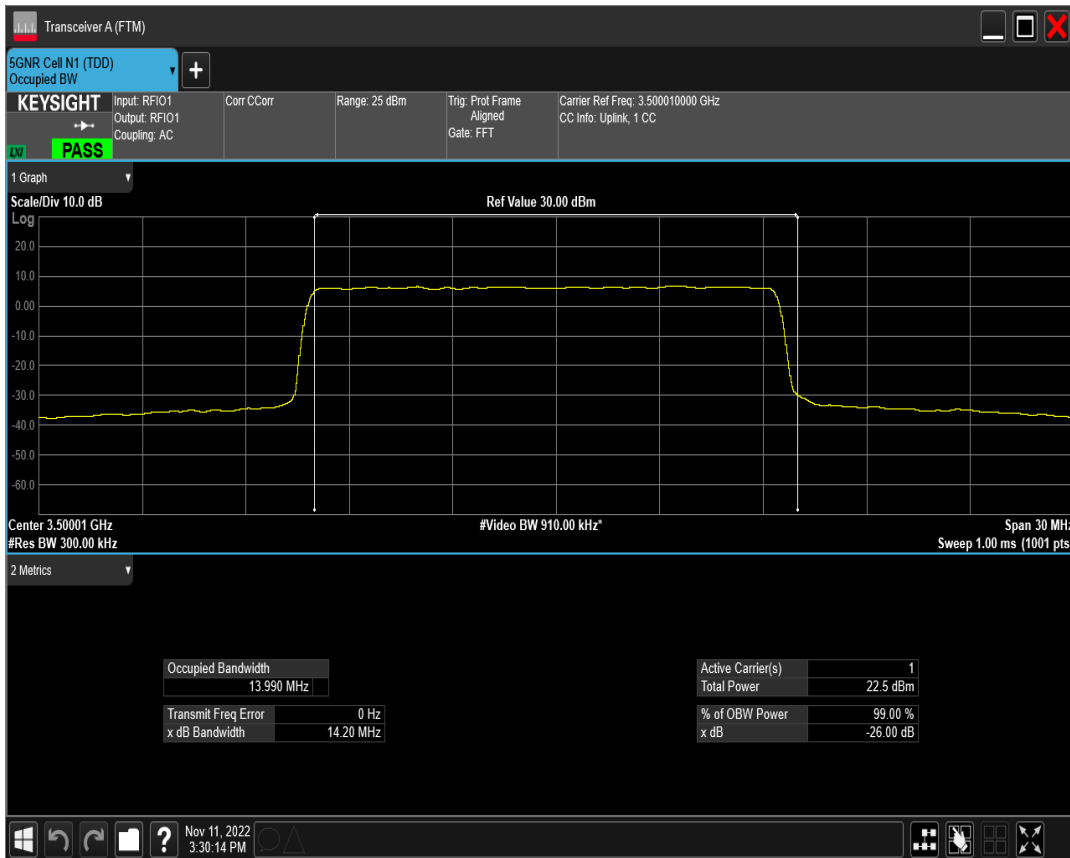 Transceiver A (FTM)
5GNR Cell N1 (TDD)
Occupied BW
+
KEYSIGHT
LXI
PASS
Input: RFIO1
Output: RFIO1
Coupling: AC
Corr CCorr
Range: 25 dBm
Trig: Prot Frame
Aligned
Gate: FFT
Carrier Ref Freq: 3.500010000 GHz
CC Info: Uplink, 1 CC
1 Graph
Scale/Div 10.0 dB
Ref Value 30.00 dBm
Log
20.0
10.0
0.00
-10.0
-20.0
-30.0
-40.0
-50.0
-60.0
Center 3.50001 GHz
#Video BW 910.00 kHz*
Span 30 MHz
#Res BW 300.00 kHz
Sweep 1.00 ms (1001 pts
2 Metrics
Occupied Bandwidth
13.990 MHz
Transmit Freq Error 0 Hz
x dB Bandwidth 14.20 MHz
Active Carrier(s) 1
Total Power 22.5 dBm
% of OBW Power 99.00 %
x dB -26.00 dB
?
Nov 11, 2022
3:30:14 PM